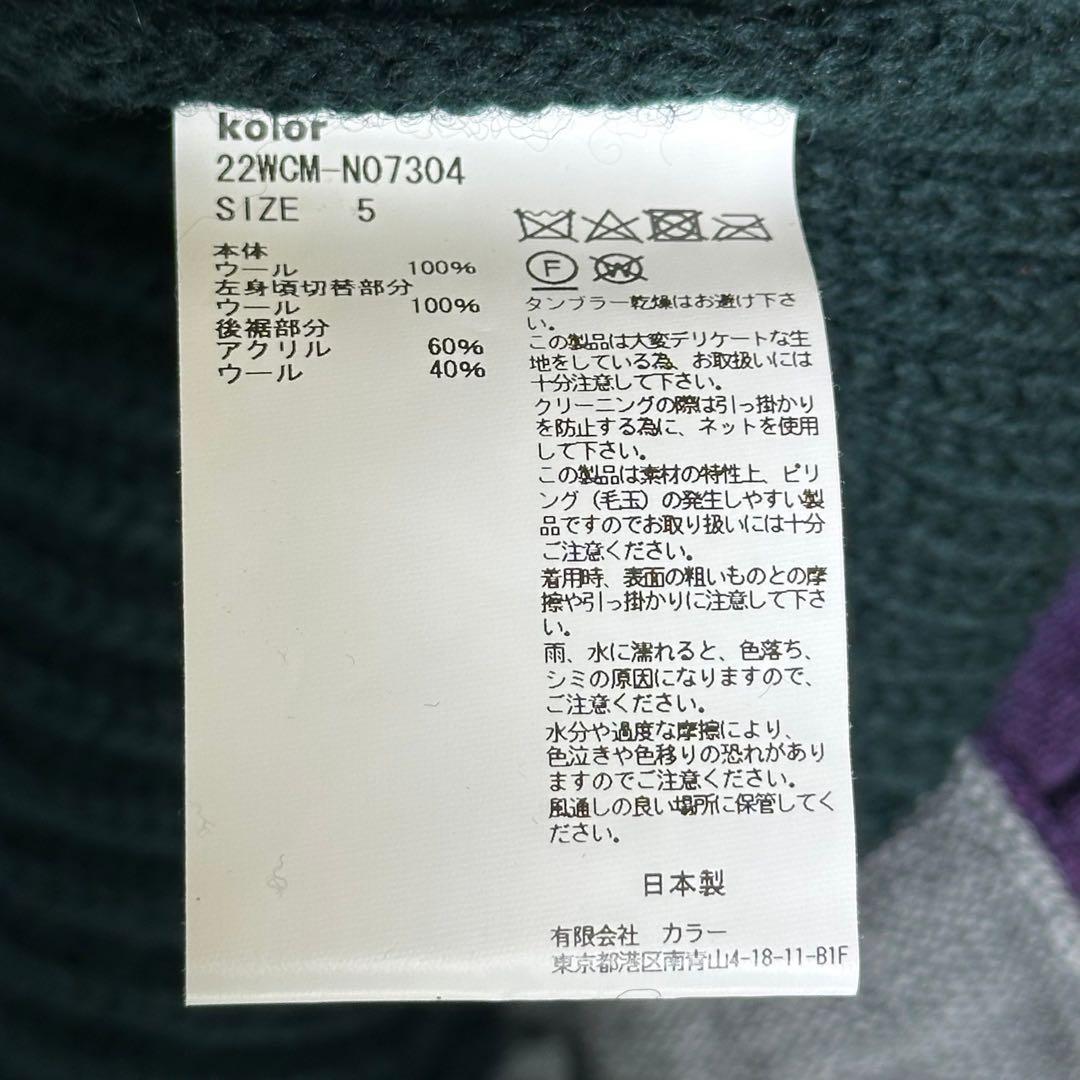 kolor
22WCM-N07304
SIZE 5
本体
ウール 100%
左身頃切替部分
ウール 100%
後裾部分
アクリル 60%
ウール 40%
F
W
タンブラー乾燥はお避け下さ
い。
この製品は大変デリケートな生
地をしている為、お取扱いには
十分注意して下さい。
クリーニングの際は引っ掛かり
を防止する為に、ネットを使用
して下さい。
この製品は素材の特性上、ピリ
ング（毛玉）の発生しやすい製
品ですのでお取り扱いには十分
ご注意ください。
着用時、表面の粗いものとの摩
擦や引っ掛かりに注意して下さ
い。
雨、水に濡れると、色落ち、
シミの原因になりますので、
ご注意ください。
水分や過度な摩擦により、
色泣きや色移りの恐れがあり
ますのでご注意ください。
風通しの良い場所に保管してく
ださい。
日本製
有限会社 カラー
東京都港区南青山4-18-11-B1F